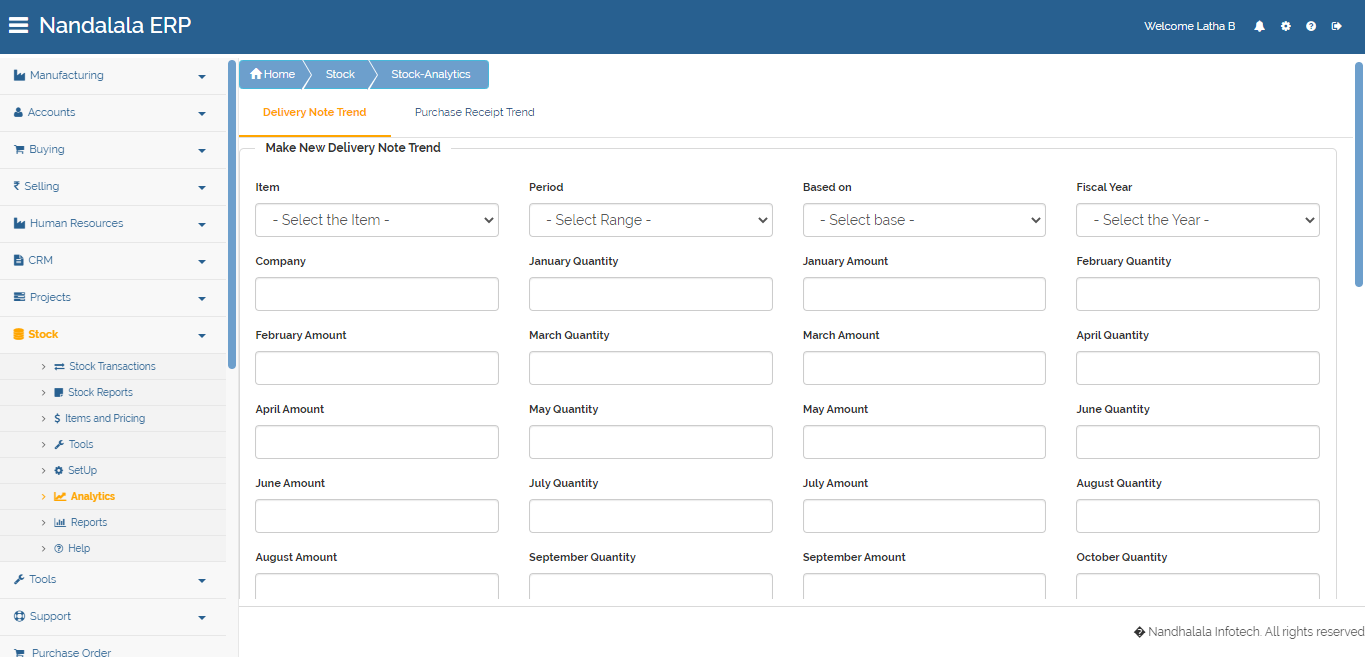 Nandalala ERP
Welcome Latha B
Manufacturing
Accounts
Buying
Selling
Human Resources
CRM
Projects
Stock
Stock Transactions
Stock Reports
Items and Pricing
Tools
SetUp
Analytics
Reports
Help
Tools
Support
Purchase Order
Home Stock Stock-Analytics
Delivery Note Trend Purchase Receipt Trend
Make New Delivery Note Trend
Item Period Based on Fiscal Year
- Select the Item - - Select Range - - Select base - - Select the Year -
Company January Quantity January Amount February Quantity
February Amount March Quantity March Amount April Quantity
April Amount May Quantity May Amount June Quantity
June Amount July Quantity July Amount August Quantity
August Amount September Quantity September Amount October Quantity
� Nandhalala Infotech. All rights reserved